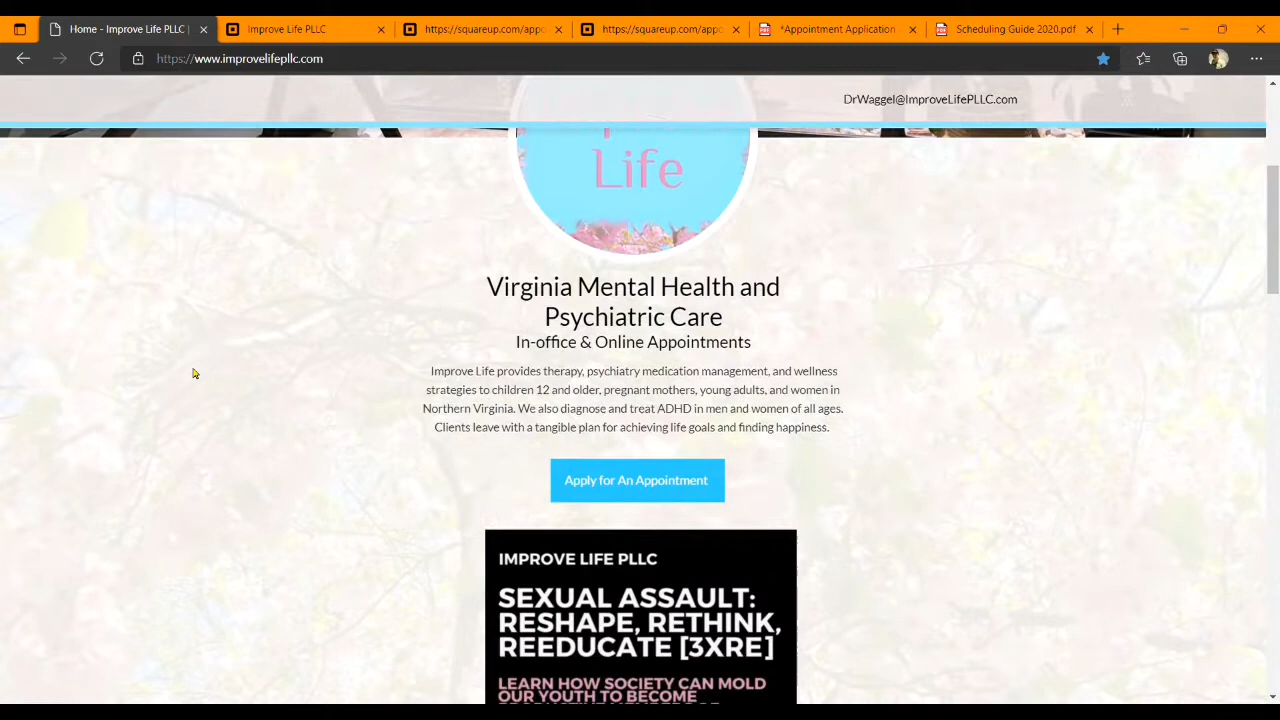 Home - Improve Life PLLC |
Improve Life PLLC
https://squareup.com/appo
https://squareup.com/appo
*Appointment Application
Scheduling Guide 2020.pdf
https://www.improvelifepllc.com
DrWaggel@ImproveLifePLLC.com
Life
Virginia Mental Health and
Psychiatric Care
In-office & Online Appointments
Improve Life provides therapy, psychiatry medication management, and wellness
strategies to children 12 and older, pregnant mothers, young adults, and women in
Northern Virginia. We also diagnose and treat ADHD in men and women of all ages.
Clients leave with a tangible plan for achieving life goals and finding happiness.
Apply for An Appointment
IMPROVE LIFE PLLC
SEXUAL ASSAULT:
RESHAPE, RETHINK,
REEDUCATE [3XRE]
LEARN HOW SOCIETY CAN MOLD
OUR YOUTH TO BECOME